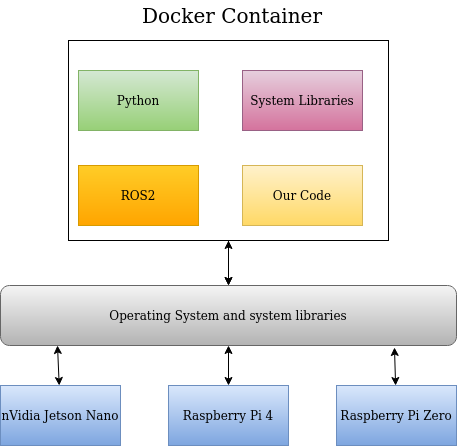 Docker Container
Python
System Libraries
ROS2
Our Code
Operating System and system libraries
nVidia Jetson Nano
Raspberry Pi 4
Raspberry Pi Zero